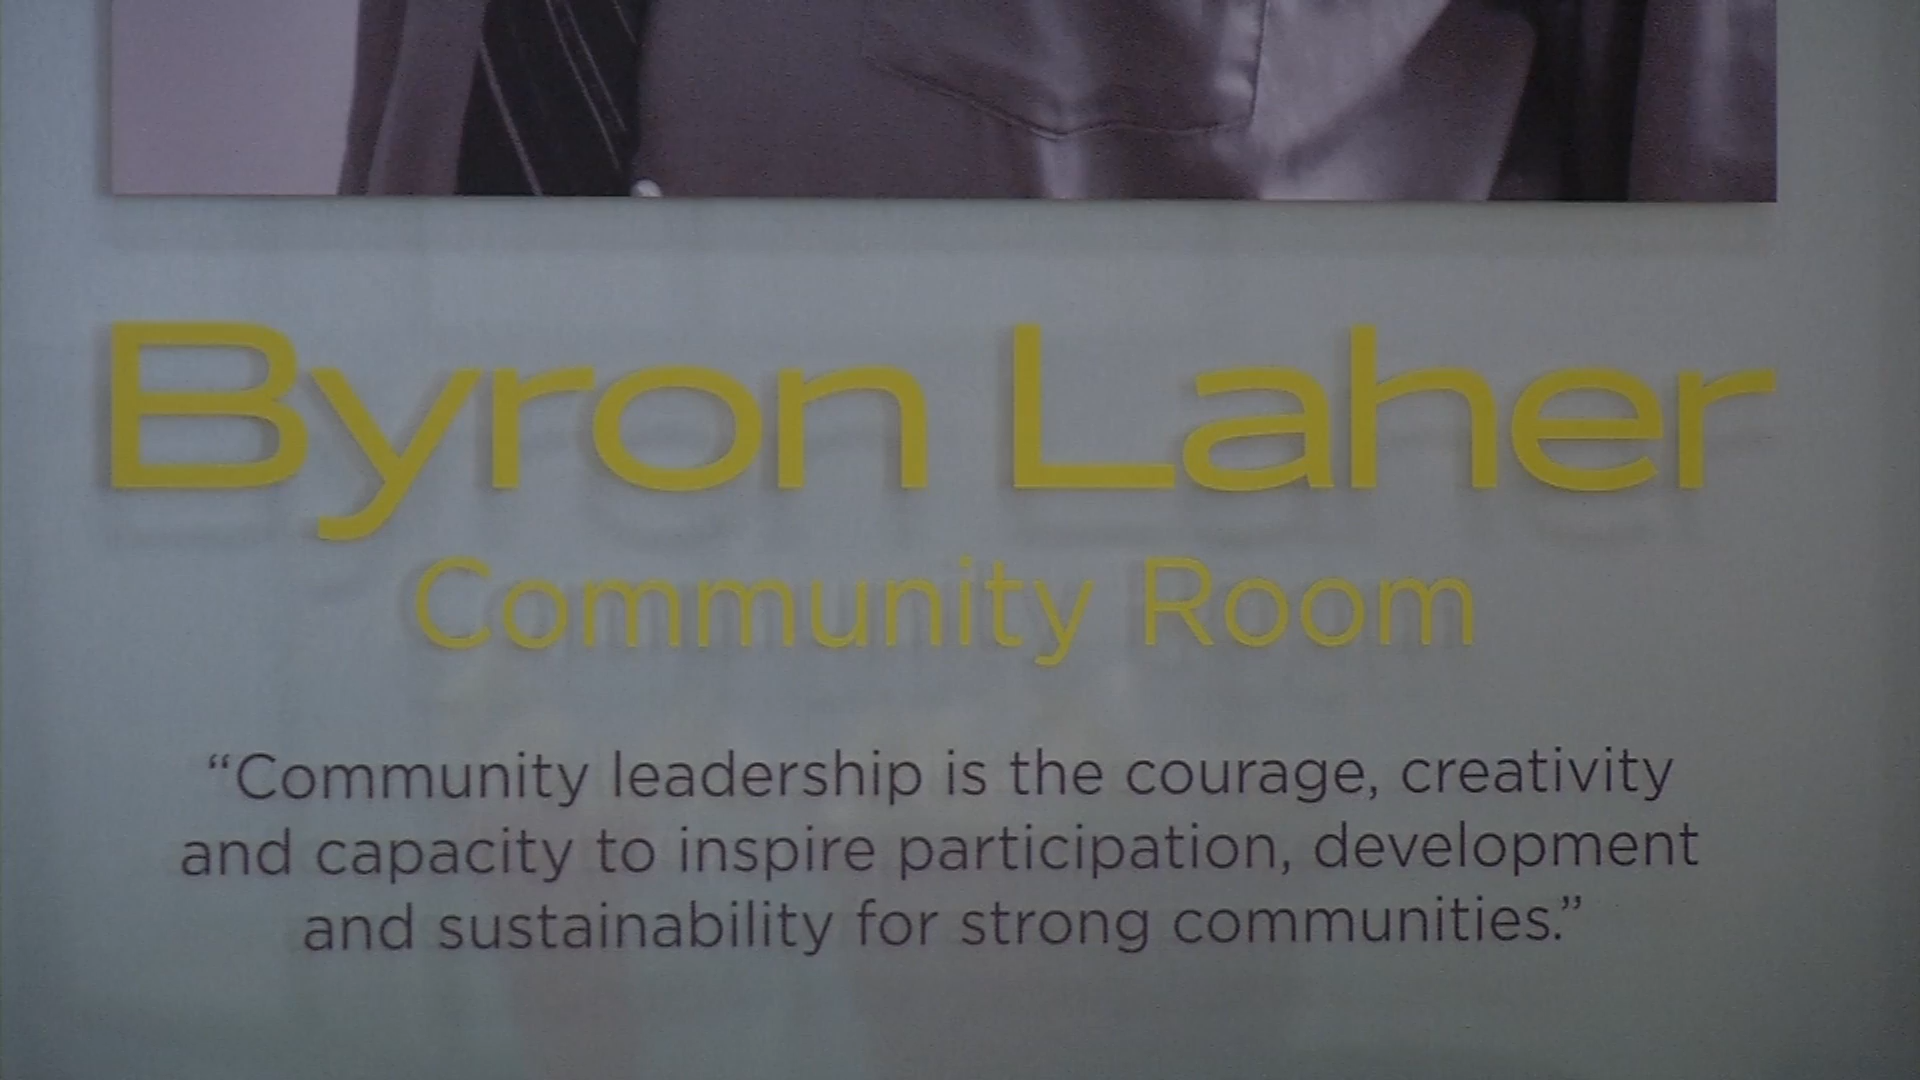 Byron Laher
Community Room
“Community leadership is the courage, creativity
and capacity to inspire participation, development
and sustainability for strong communities.”